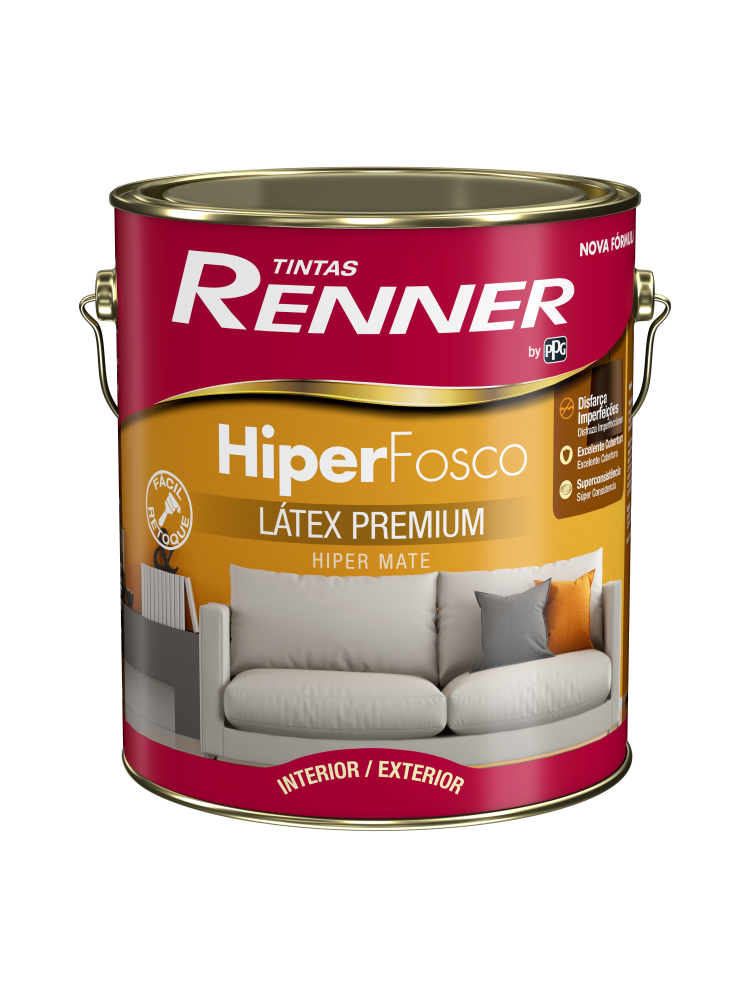 NOVA FÓRMUL
TINTAS
RENNER
by PPG
Disfarça
Imperfeições
Disfraza Imperfecciones
Excelente Cobertura
Excelente Cobertura
Superconsistência
Súper Consistencia
HiperFosco
FÁCIL
RETOQUE
LÁTEX PREMIUM
HIPER MATE
INTERIOR / EXTERIOR